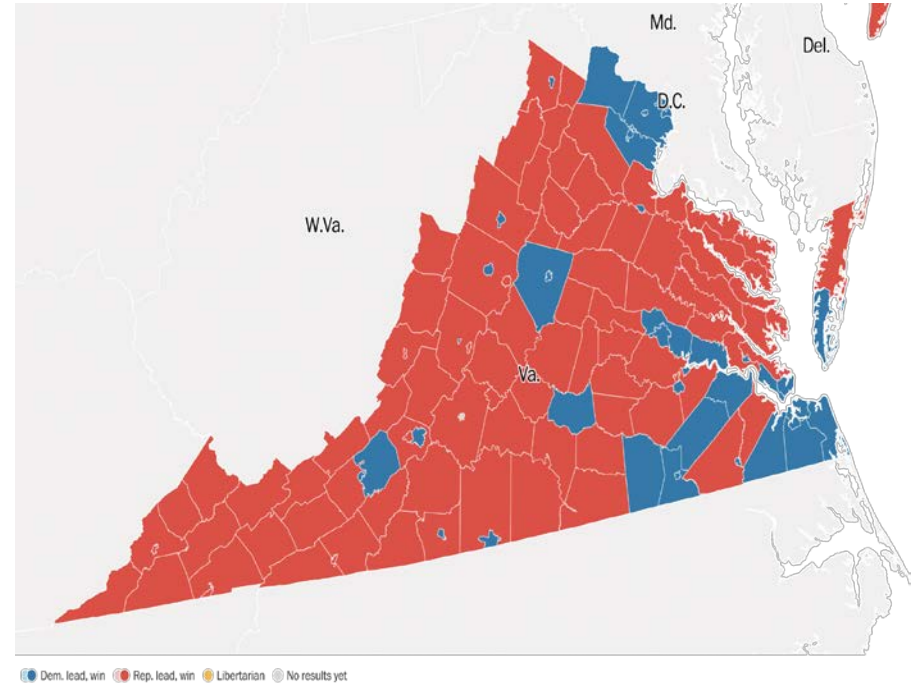 Md.
Del.
D.C.
W.Va.
Va.
Dem. lead, win Rep. lead, win Libertarian No results yet